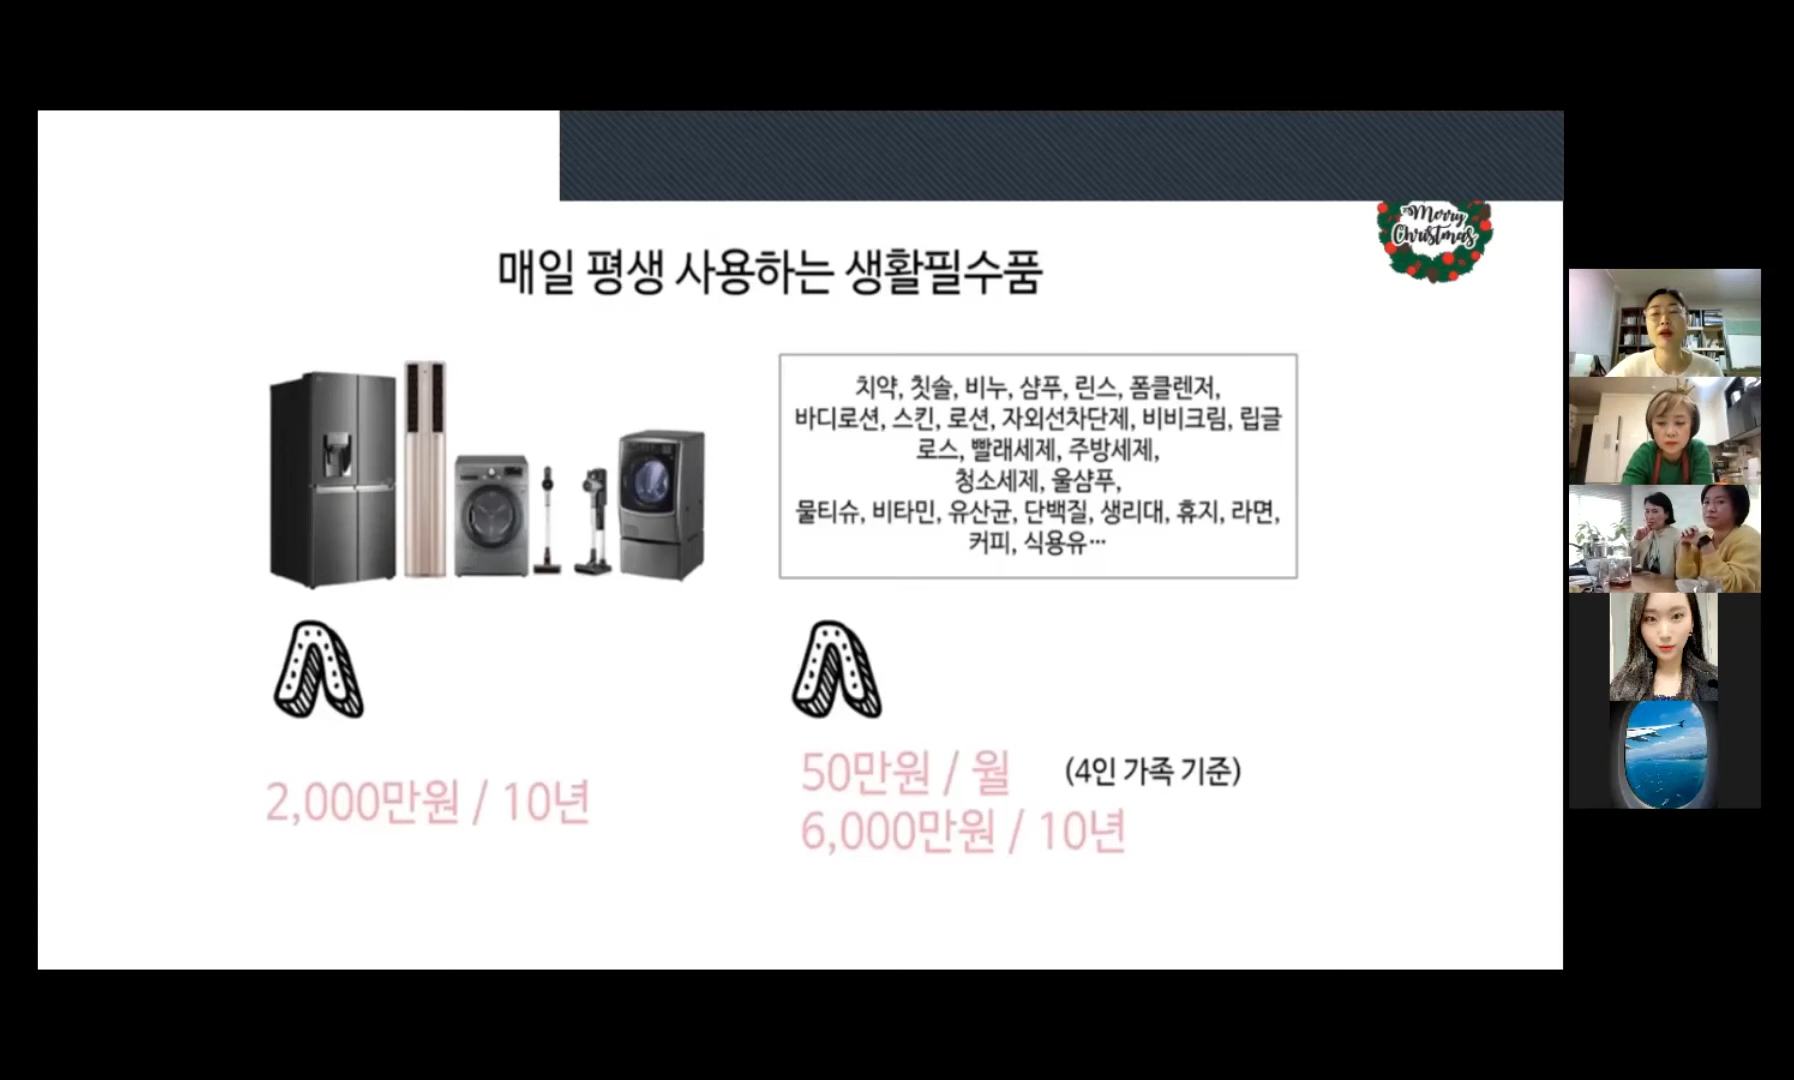 Merry
Christmas
매일 평생 사용하는 생활필수품
치약, 칫솔, 비누, 샴푸, 린스, 폼클렌저,
바디로션, 스킨, 로션, 자외선차단제, 비비크림, 립글
로스, 빨래세제, 주방세제,
청소세제, 울샴푸,
물티슈, 비타민, 유산균, 단백질, 생리대, 휴지, 라면,
커피, 식용유…
2,000만원 / 10년
50만원 / 월 (4인 가족 기준)
6,000만원 / 10년